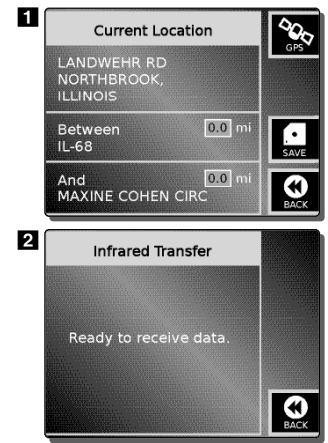 1
Current Location
GPS
LANDWEHR RD
NORTHBROOK,
ILLINOIS
Between 0.0 mi
IL-68
SAVE
And 0.0 mi
MAXINE COHEN CIRC
BACK
2
Infrared Transfer
Ready to receive data.
BACK